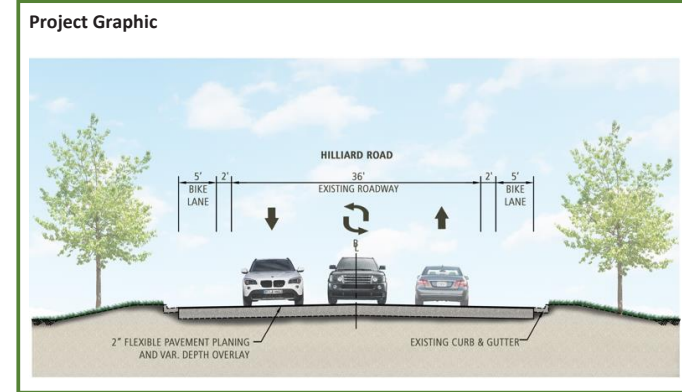 Project Graphic
HILLIARD ROAD
5' 2' 36' 2' 5'
BIKE LANE
EXISTING ROADWAY
BIKE LANE
2" FLEXIBLE PAVEMENT PLANING
AND VAR. DEPTH OVERLAY
EXISTING CURB & GUTTER